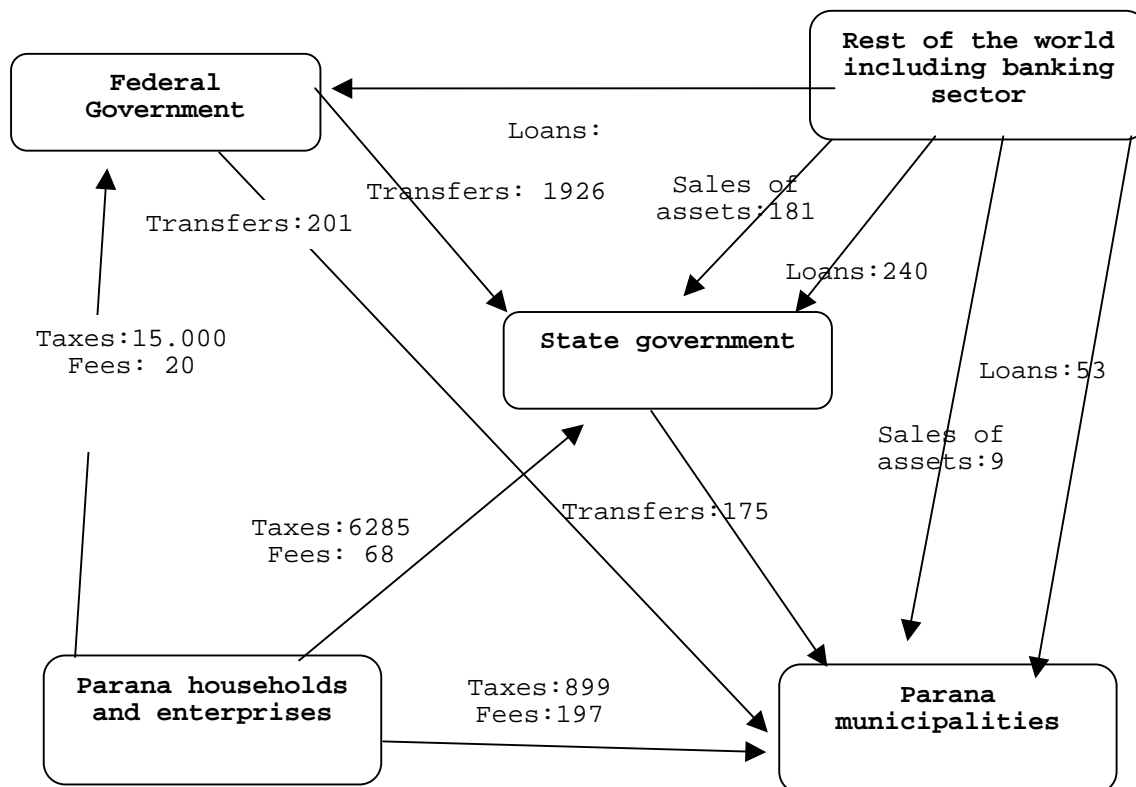 Rest of the world
including banking
sector
Federal
Government
Loans:
Transfers: 1926
Sales of
assets:181
Transfers:201
Loans:240
Taxes:15.000
Fees: 20
State government
Loans:53
Sales of
assets:9
Transfers:175
Taxes:6285
Fees: 68
Parana households
and enterprises
Taxes:899
Fees:197
Parana
municipalities